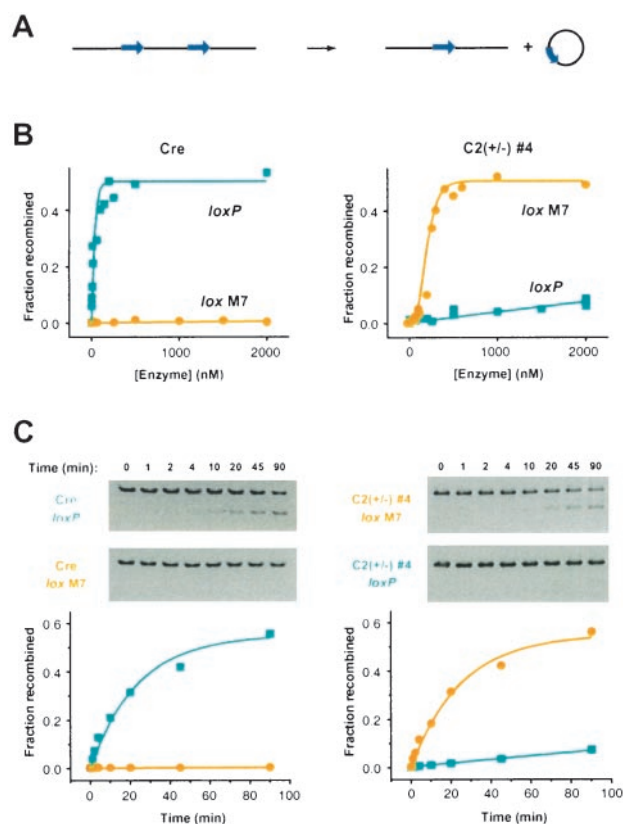 A
+
B
Cre
C2(+/-) #4
Fraction recombined
0.4
0.2
0.0
loxP
lox M7
0
1000
2000
[Enzyme] (nM)
Fraction recombined
0.4
0.2
0.0
lox M7
loxP
0
1000
2000
[Enzyme] (nM)
C
Time (min): 0 1 2 4 10 20 45 90
0 1 2 4 10 20 45 90
Cre
loxP
C2(+/-) #4
lox M7
Cre
lox M7
C2(+/-) #4
loxP
Fraction recombined
0.6
0.4
0.2
0.0
0 20 40 60 80 100
Time (min)
Fraction recombined
0.6
0.4
0.2
0.0
0 20 40 60 80 100
Time (min)